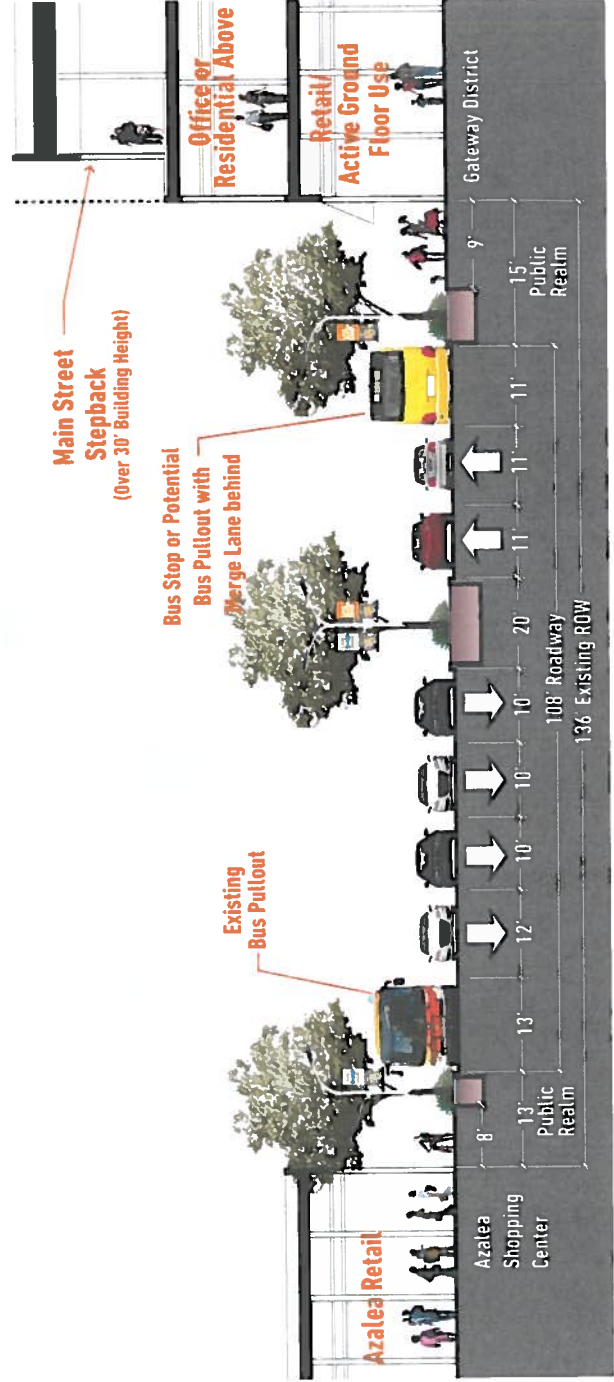 Main Street
Stepback
(Over 30' Building Height)
Office or
Residential Above
Retail/
Active Ground
Floor Use
Bus Stop or Potential
Bus Pullout with
Merge Lane behind
Existing
Bus Pullout
Azalea Retail
Azalea
Shopping
Center
Gateway District
8'
13'
Public
Realm
13'
12'
10'
10'
10'
20'
11'
11'
11'
9'
15'
Public
Realm
108' Roadway
136' Existing ROW